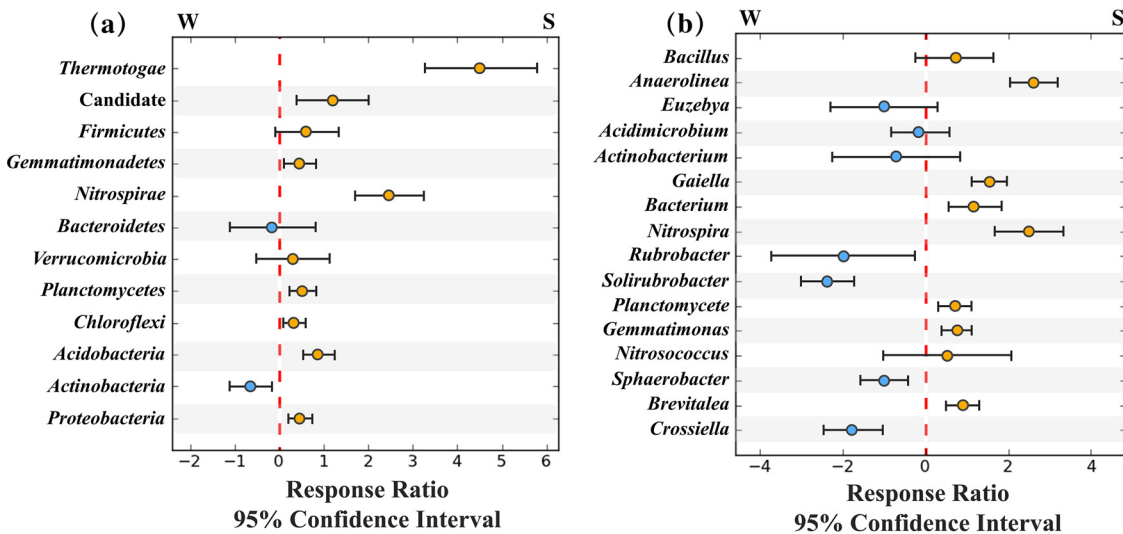 (a)
W
S
Thermotogae
Candidate
Firmicutes
Gemmatimonadetes
Nitrospirae
Bacteroidetes
Verrucomicrobia
Planctomycetes
Chloroflexi
Acidobacteria
Actinobacteria
Proteobacteria
−2 −1 0 1 2 3 4 5 6
Response Ratio
95% Confidence Interval
(b)
W
S
Bacillus
Anaerolinea
Euzebya
Acidimicrobium
Actinobacterium
Gaiella
Bacterium
Nitrospira
Rubrobacter
Solirubrobacter
Planctomycete
Gemmatimonas
Nitrosococcus
Sphaerobacter
Brevitalea
Crossiella
−4 −2 0 2 4
Response Ratio
95% Confidence Interval